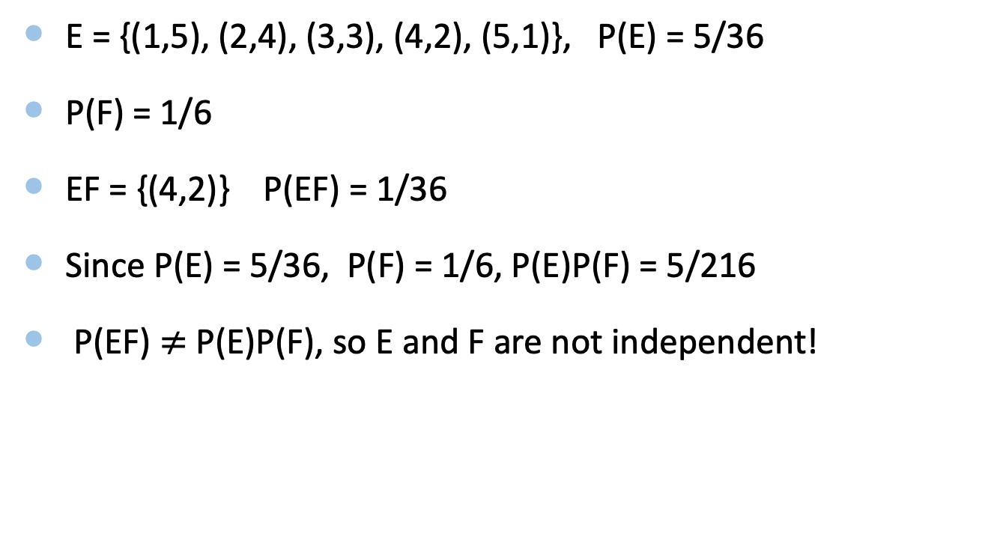 E = {(1,5), (2,4), (3,3), (4,2), (5,1)}, P(E) = 5/36
P(F) = 1/6
EF = {(4,2)} P(EF) = 1/36
Since P(E) = 5/36, P(F) = 1/6, P(E)P(F) = 5/216
P(EF) ≠ P(E)P(F), so E and F are not independent!